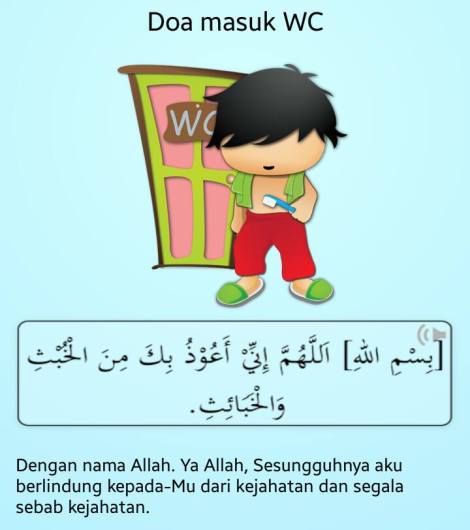 Doa masuk WC
WC
[بِسْمِ اللهِ] اَللَّهُمَّ إِنِّيْ أَعُوْذُ بِكَ مِنَ الْخُبْثِ
وَالْخَبَائِثِ.
Dengan nama Allah. Ya Allah, Sesungguhnya aku
berlindung kepada-Mu dari kejahatan dan segala
sebab kejahatan.